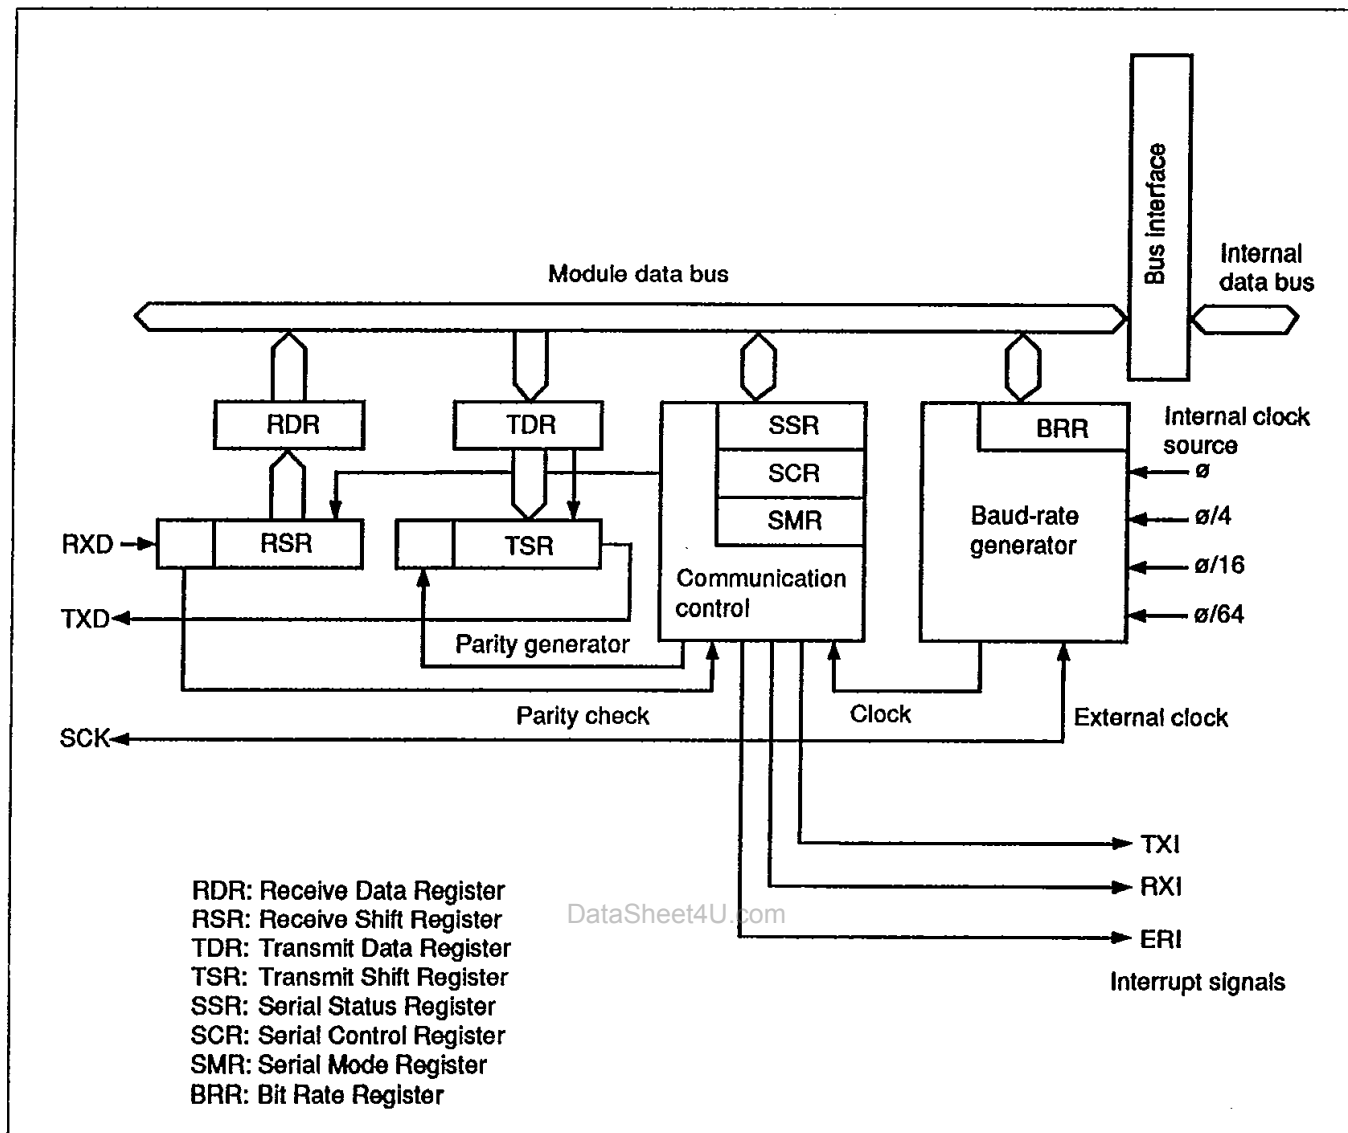 Bus interface
Internal
data bus
Module data bus
RDR
TDR
SSR
BRR
Internal clock
source
SCR
ø
SMR
Baud-rate
generator
ø/4
RXD
RSR
TSR
ø/16
Communication
control
TXD
ø/64
Parity generator
Parity check
Clock
External clock
SCK
TXI
RXI
ERI
Interrupt signals
RDR: Receive Data Register
RSR: Receive Shift Register
TDR: Transmit Data Register
TSR: Transmit Shift Register
SSR: Serial Status Register
SCR: Serial Control Register
SMR: Serial Mode Register
BRR: Bit Rate Register
DataSheet4U.com